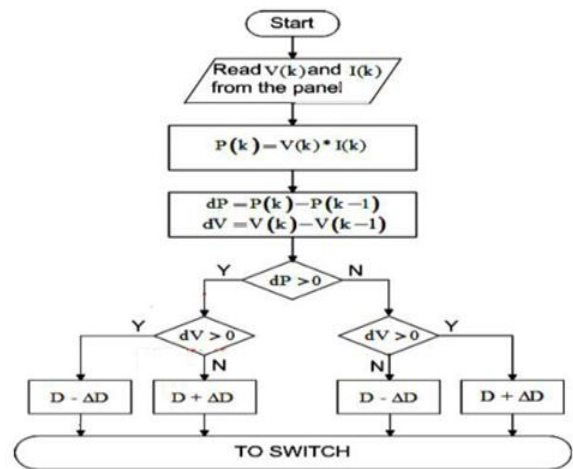 Start
Read V(k) and I(k)
from the panel
P(k)=V(k)*I(k)
dP=P(k)-P(k-1)
dV=V(k)-V(k-1)
Y
dP>0
N
Y
dV>0
N
dV>0
Y
N
D - ΔD
D + ΔD
D - ΔD
D + ΔD
TO SWITCH